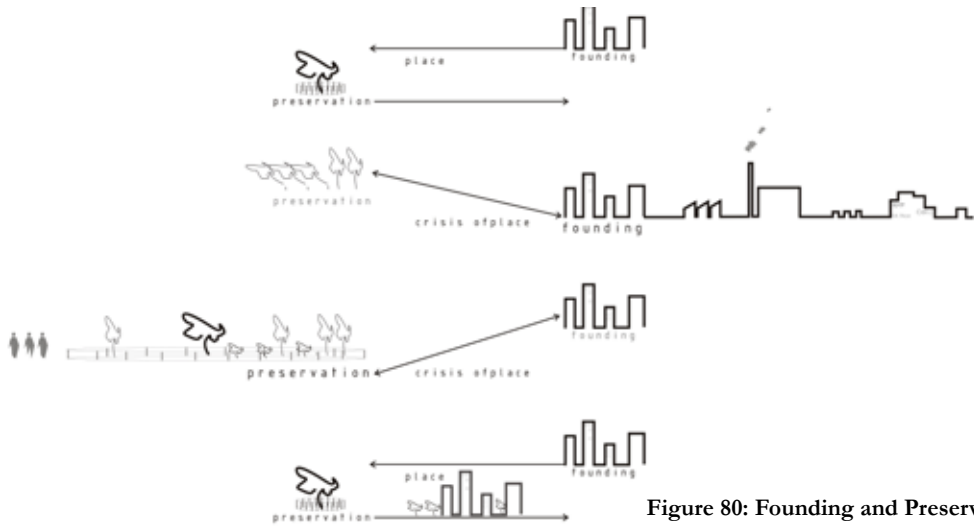 founding
place
preservation
preservation
crisis ofplace
founding
founding
preservation
crisis ofplace
founding
place
preservation
Figure 80: Founding and Preserv